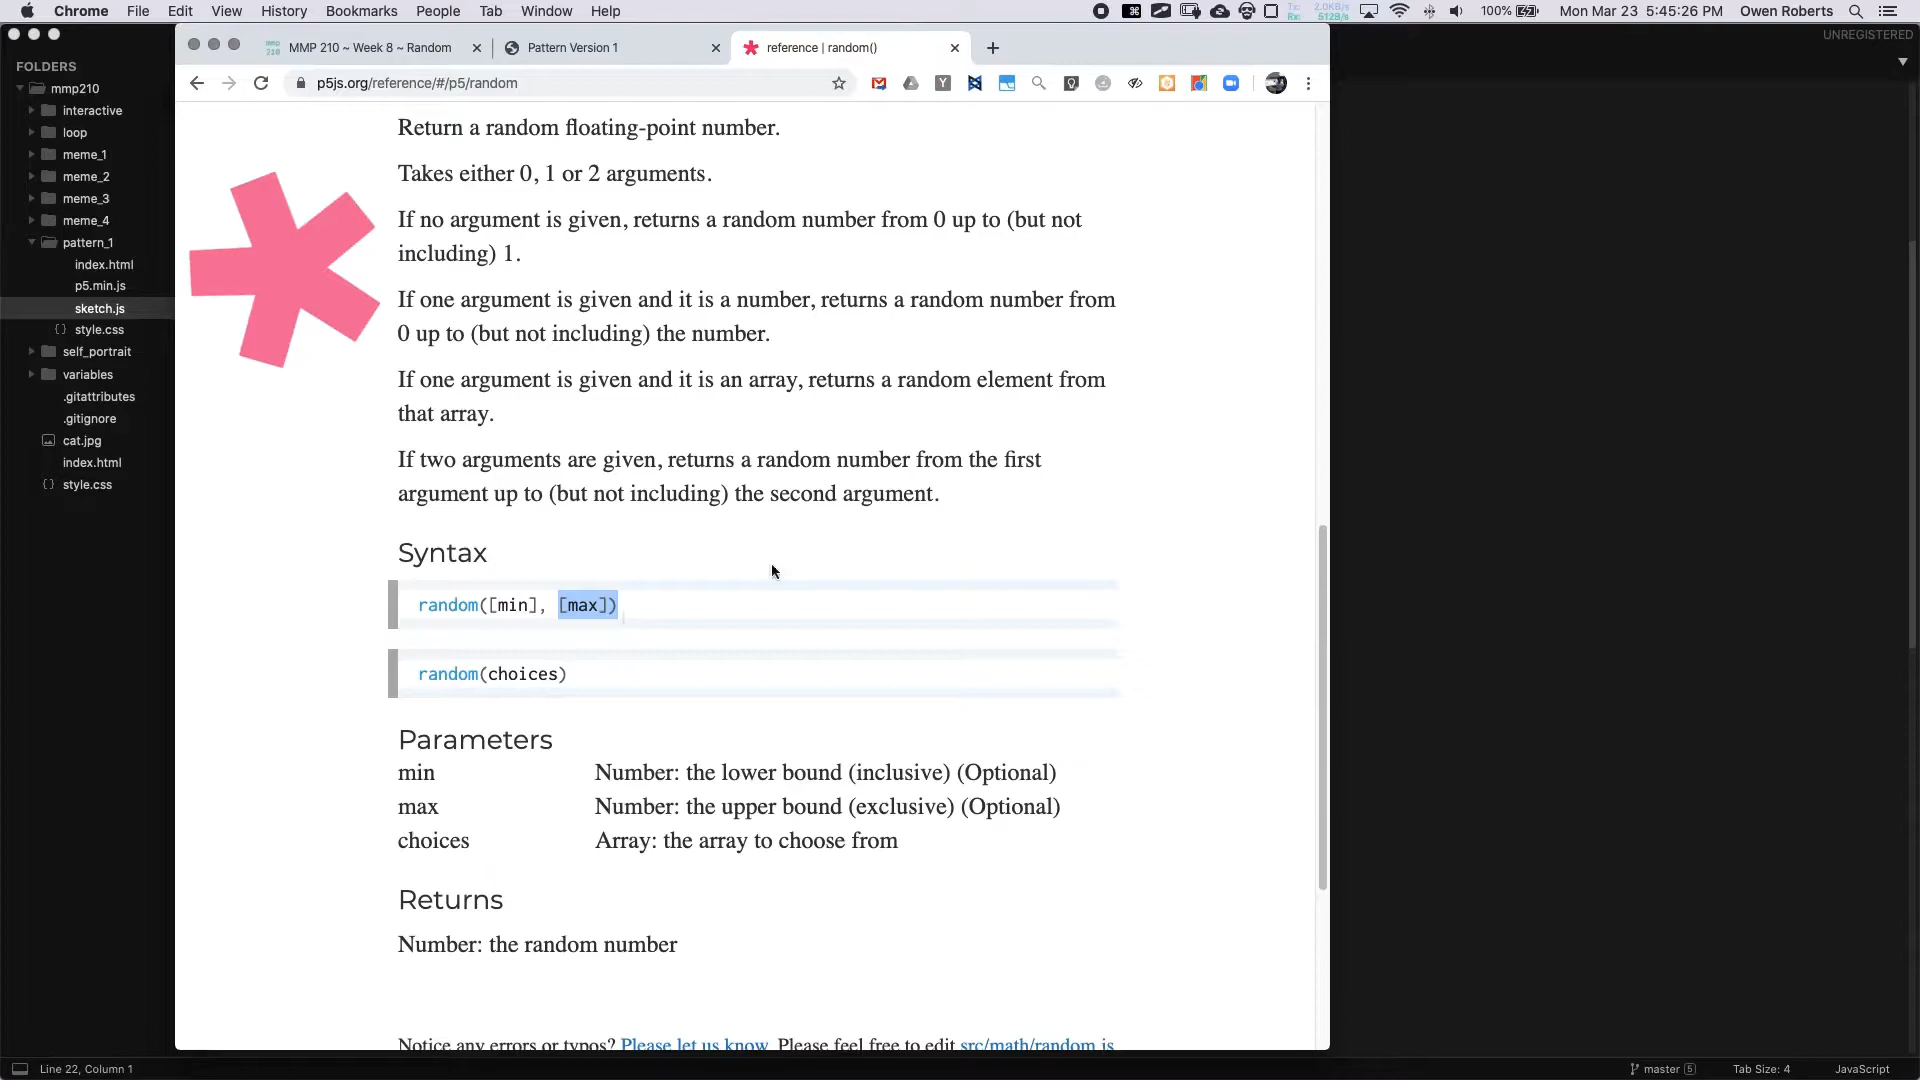 Chrome File Edit View History Bookmarks People Tab Window Help
Tx: 2.0KB/s
Rx: 512B/s
100% Mon Mar 23 5:45:26 PM Owen Roberts
UNREGISTERED
FOLDERS
mmp210
interactive
loop
meme_1
meme_2
meme_3
meme_4
pattern_1
index.html
p5.min.js
sketch.js
style.css
self_portrait
variables
.gitattributes
.gitignore
cat.jpg
index.html
style.css
mmp 210
MMP 210 ~ Week 8 ~ Random
Pattern Version 1
reference | random()
p5js.org/reference/#/p5/random
Return a random floating-point number.
Takes either 0, 1 or 2 arguments.
If no argument is given, returns a random number from 0 up to (but not
including) 1.
If one argument is given and it is a number, returns a random number from
0 up to (but not including) the number.
If one argument is given and it is an array, returns a random element from
that array.
If two arguments are given, returns a random number from the first
argument up to (but not including) the second argument.
Syntax
random([min], [max])
random(choices)
Parameters
min Number: the lower bound (inclusive) (Optional)
max Number: the upper bound (exclusive) (Optional)
choices Array: the array to choose from
Returns
Number: the random number
Notice any errors or typos? Please let us know. Please feel free to edit src/math/random.js
Line 22, Column 1
master 5 Tab Size: 4 JavaScript